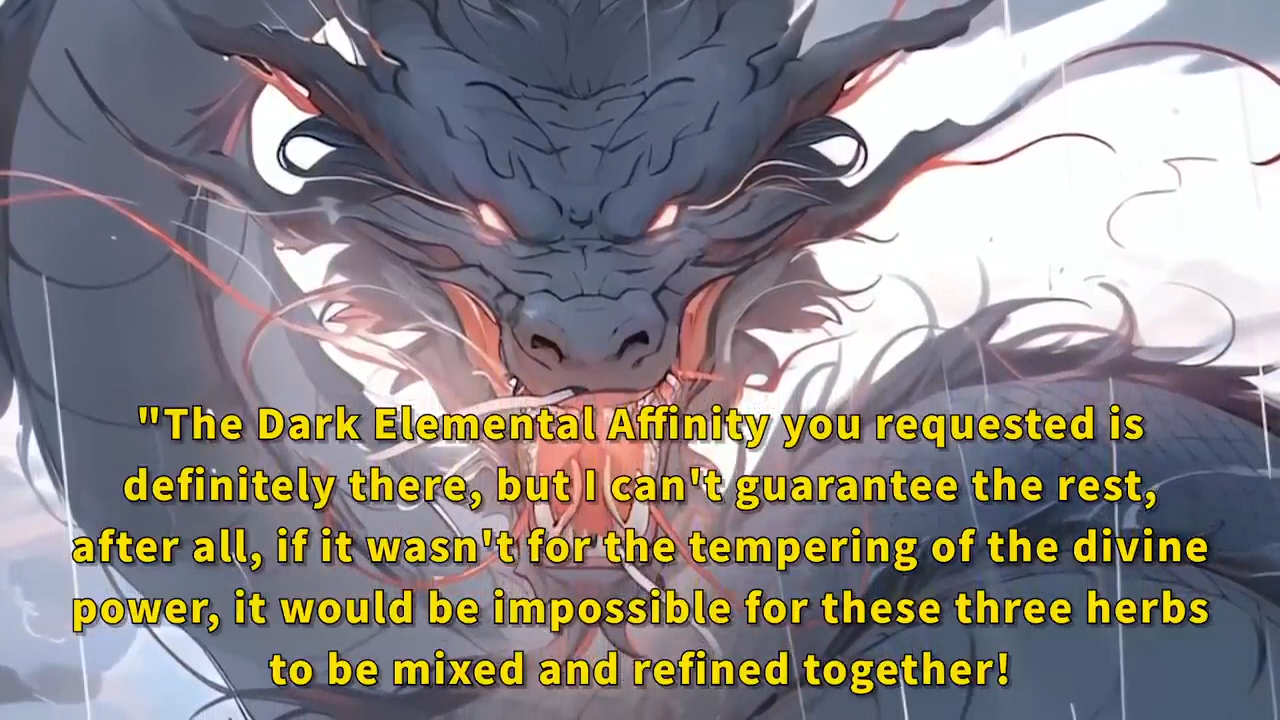 "The Dark Elemental Affinity you requested is
definitely there, but I can't guarantee the rest,
after all, if it wasn't for the tempering of the divine
power, it would be impossible for these three herbs
to be mixed and refined together!